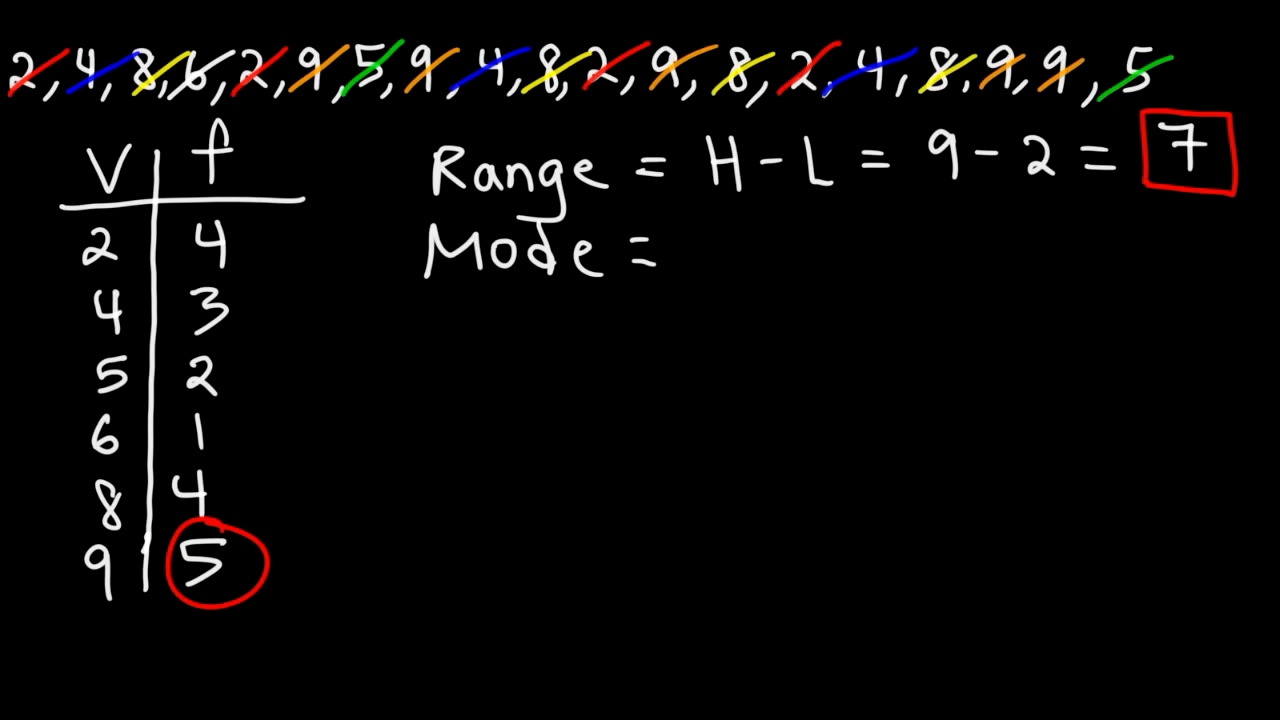 2, 4, 8, 6, 2, 9, 5, 9, 4, 8, 2, 9, 8, 2, 4, 8, 9, 9, 5
V f
2 4
4 3
5 2
6 1
8 4
9 5
Range = H - L = 9 - 2 = 7
Mode =